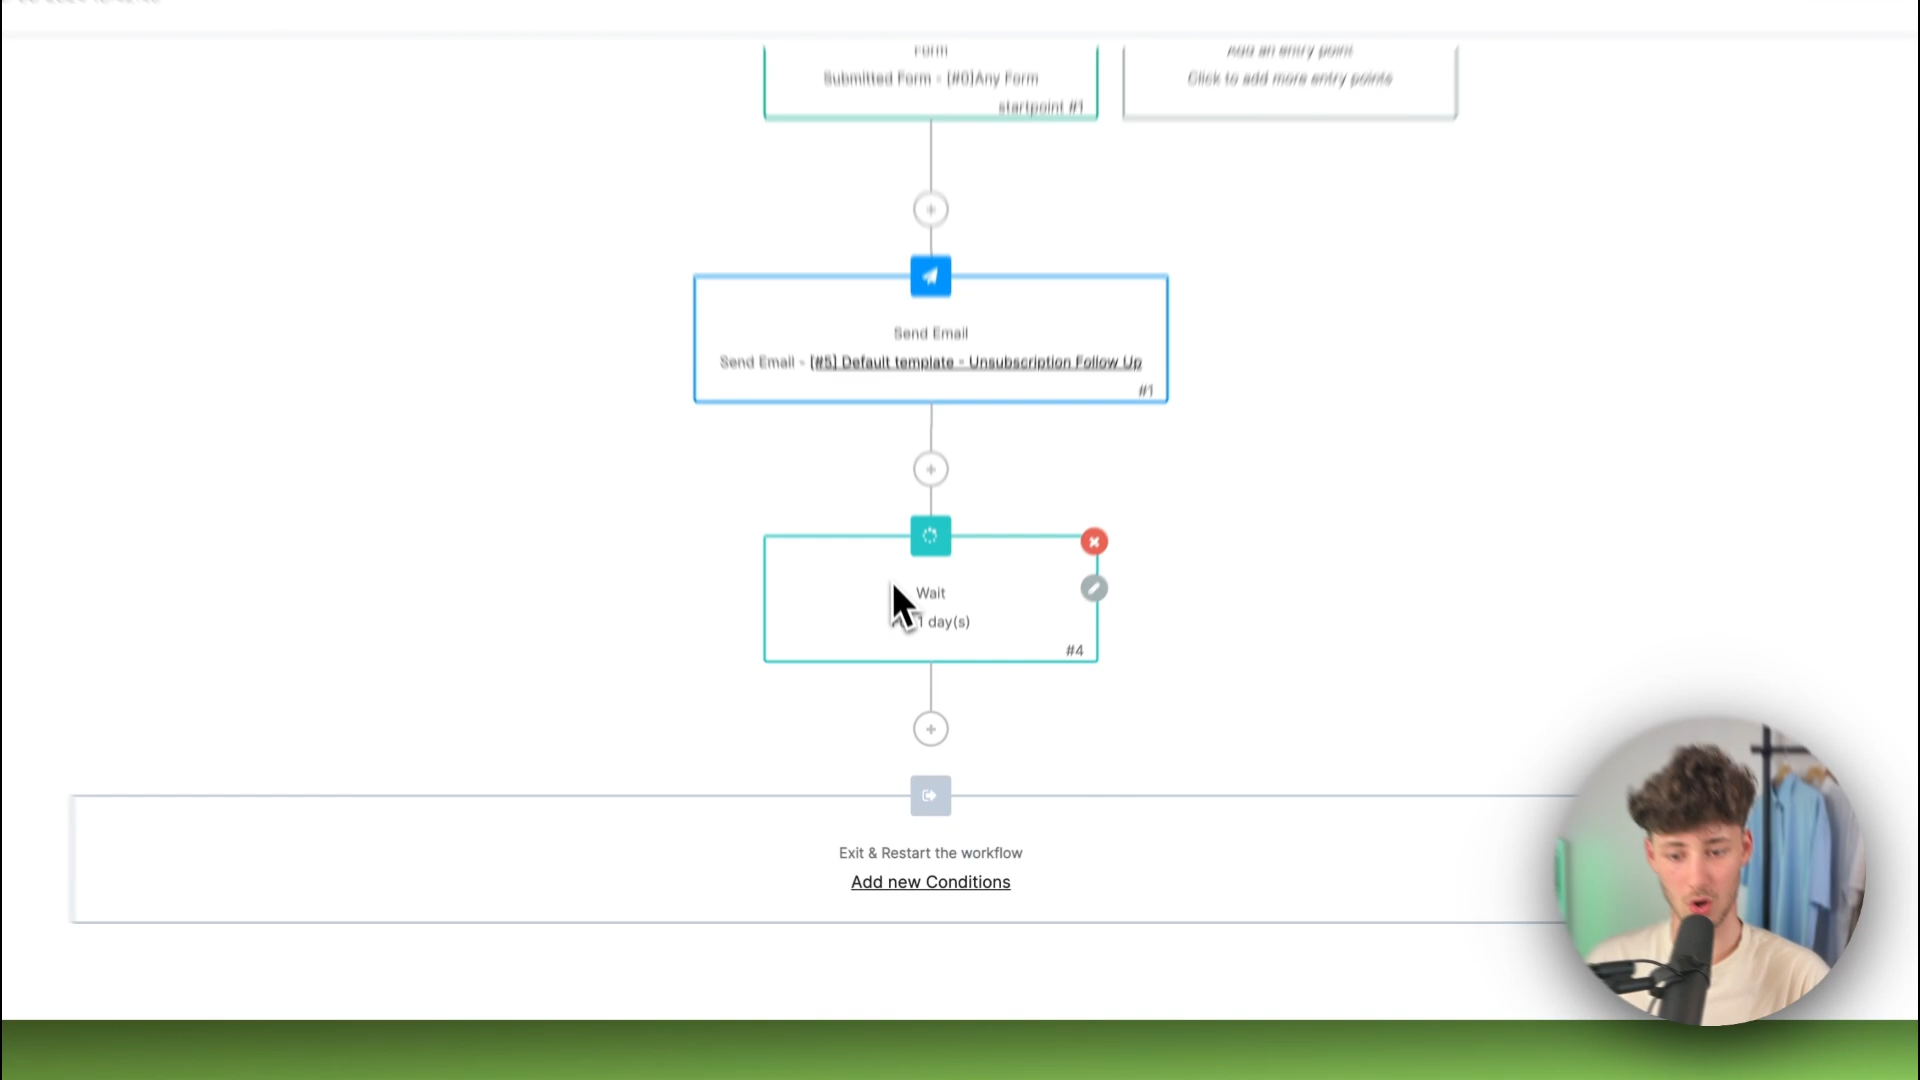 Form
Submitted Form - [#0]Any Form
startpoint #1
Add an entry point
Click to add more entry points
Send Email
Send Email - [#5] Default template - Unsubscription Follow Up
#1
Wait
1 day(s)
#4
Exit & Restart the workflow
Add new Conditions